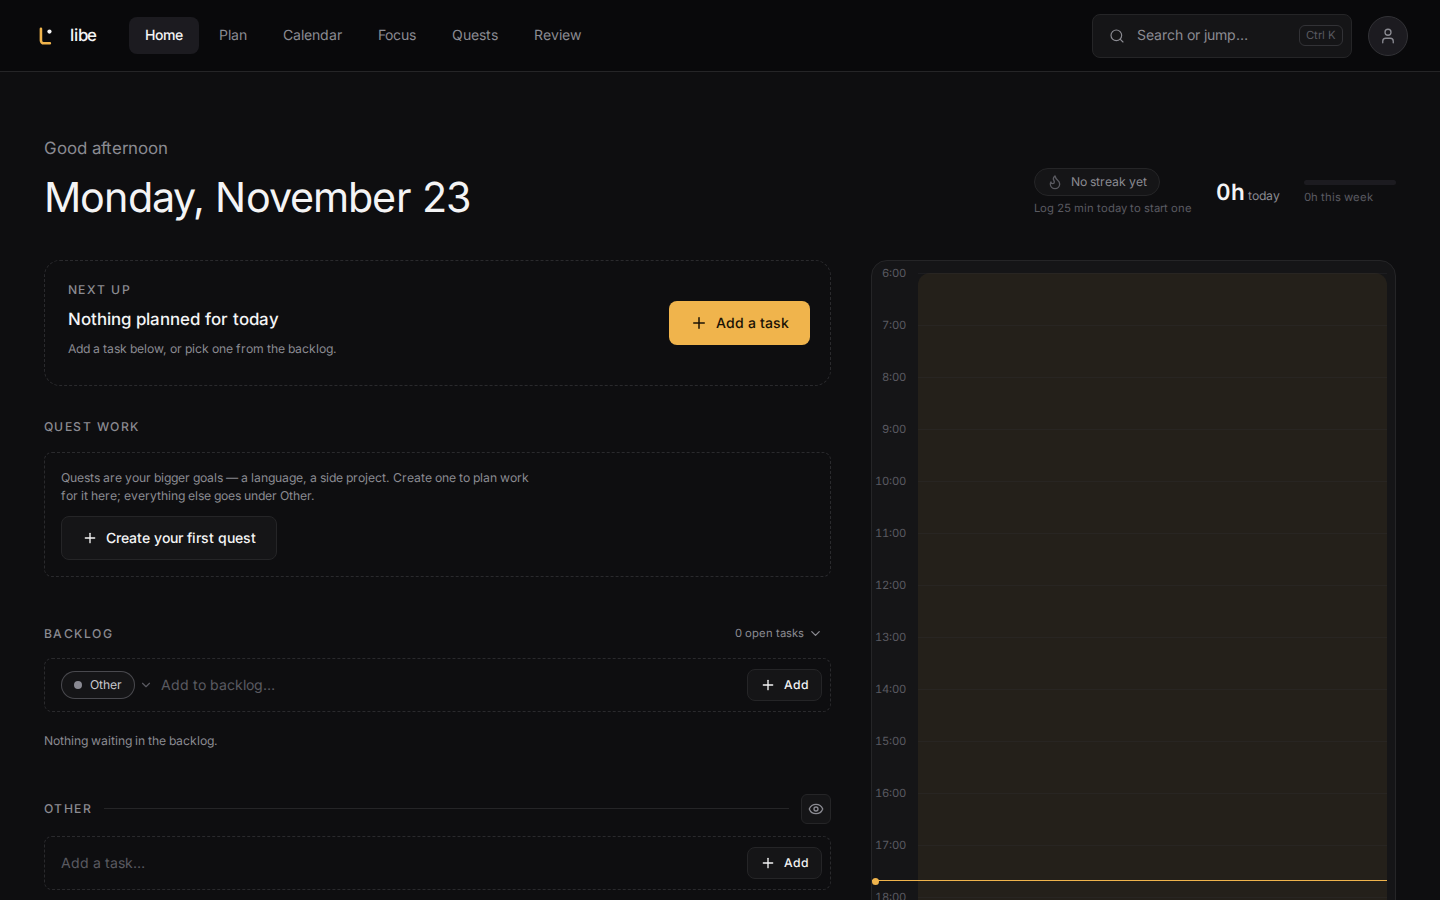 libe
Home
Plan
Calendar
Focus
Quests
Review
Search or jump...
Ctrl K
Good afternoon
Monday, November 23
No streak yet
Log 25 min today to start one
0h today
0h this week
NEXT UP
Nothing planned for today
Add a task below, or pick one from the backlog.
Add a task
QUEST WORK
Quests are your bigger goals — a language, a side project. Create one to plan work
for it here; everything else goes under Other.
Create your first quest
BACKLOG
0 open tasks
Other
Add to backlog...
Add
Nothing waiting in the backlog.
OTHER
Add a task...
Add
6:00
7:00
8:00
9:00
10:00
11:00
12:00
13:00
14:00
15:00
16:00
17:00
18:00